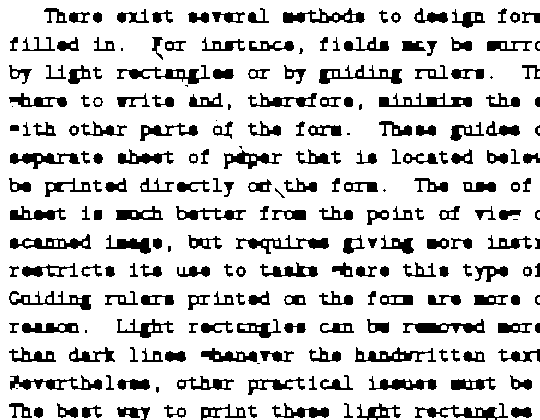 There exist several methods to design form
filled in. For instance, fields may be surro
by light rectangles or by guiding rulers. Th
where to write and, therefore, minimize the
with other parts of the form. These guides
separate sheet of paper that is located below
be printed directly on the form. The use of
sheet is much better from the point of view
scanned image, but requires giving more instr
restricts its use to tasks where this type of
Guiding rulers printed on the form are more
reason. Light rectangles can be removed more
than dark lines whenever the handwritten text
Nevertheless, other practical issues must be
The best way to print these light rectangles